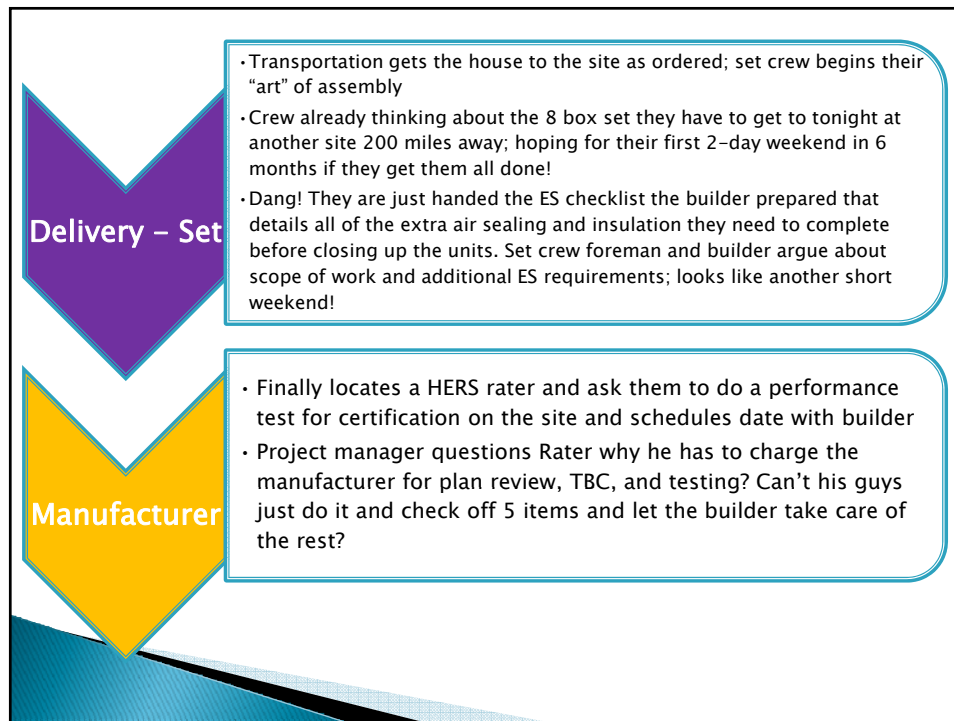 Delivery – Set
•Transportation gets the house to the site as ordered; set crew begins their
“art” of assembly
•Crew already thinking about the 8 box set they have to get to tonight at
another site 200 miles away; hoping for their first 2-day weekend in 6
months if they get them all done!
•Dang! They are just handed the ES checklist the builder prepared that
details all of the extra air sealing and insulation they need to complete
before closing up the units. Set crew foreman and builder argue about
scope of work and additional ES requirements; looks like another short
weekend!
Manufacturer
• Finally locates a HERS rater and ask them to do a performance
test for certification on the site and schedules date with builder
• Project manager questions Rater why he has to charge the
manufacturer for plan review, TBC, and testing? Can’t his guys
just do it and check off 5 items and let the builder take care of
the rest?